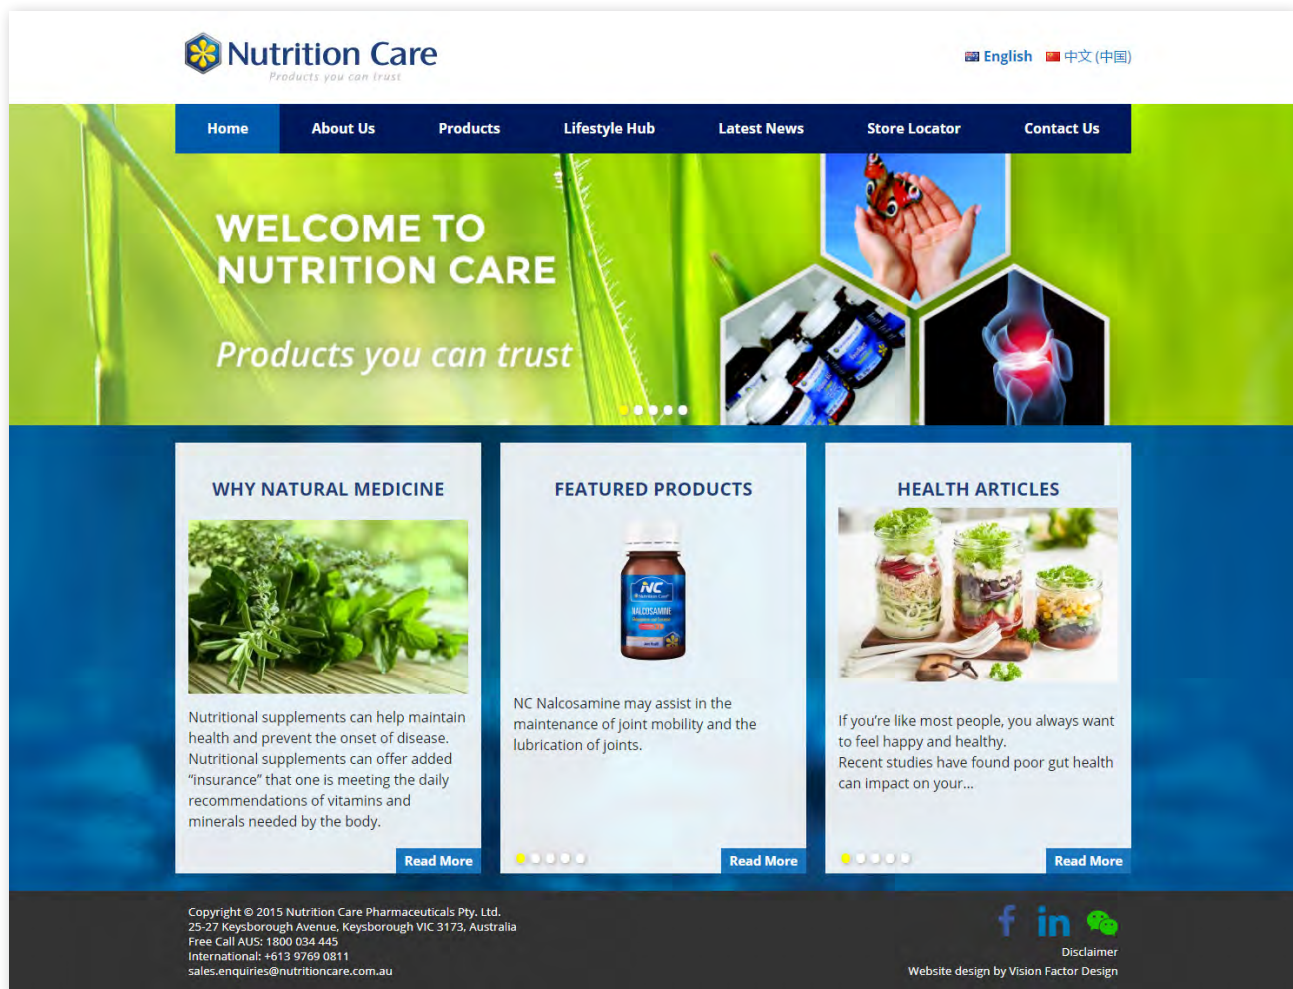 Nutrition Care
Products you can trust
English 中文 (中国)
Home About Us Products Lifestyle Hub Latest News Store Locator Contact Us
WELCOME TO
NUTRITION CARE
Products you can trust
WHY NATURAL MEDICINE
Nutritional supplements can help maintain
health and prevent the onset of disease.
Nutritional supplements can offer added
“insurance” that one is meeting the daily
recommendations of vitamins and
minerals needed by the body.
Read More
FEATURED PRODUCTS
NC
NALCOSAMINE
NC Nalcosamine may assist in the
maintenance of joint mobility and the
lubrication of joints.
Read More
HEALTH ARTICLES
If you’re like most people, you always want
to feel happy and healthy.
Recent studies have found poor gut health
can impact on your...
Read More
Copyright © 2015 Nutrition Care Pharmaceuticals Pty. Ltd.
25-27 Keysborough Avenue, Keysborough VIC 3173, Australia
Free Call AUS: 1800 034 445
International: +613 9769 0811
sales.enquiries@nutritioncare.com.au
Disclaimer
Website design by Vision Factor Design